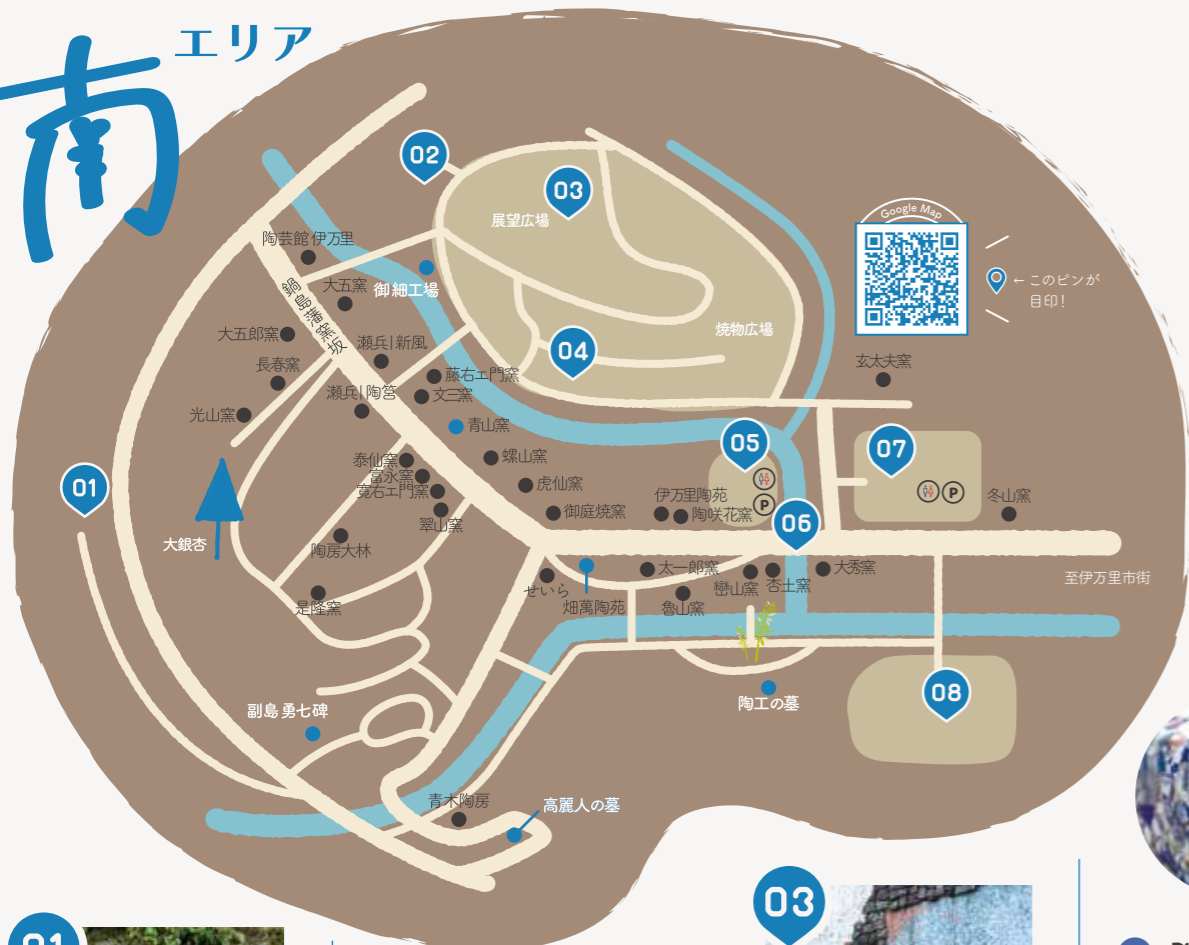 南
エリア
02
03
展望広場
Google Map
←このピンが
目印!
陶芸館 伊万里
大五窯
御細工場
鍋島藩窯坂
大五郎窯
瀬兵|新風
焼物広場
04
長春窯
藤右エ門窯
玄太夫窯
瀬兵|陶筥
文三窯
光山窯
青山窯
05
07
泰仙窯
富永窯
螺山窯
01
寛右エ門窯
虎仙窯
伊万里陶苑
P
P
冬山窯
翠山窯
御庭焼窯
陶咲花窯
06
大銀杏
陶房大林
太一郎窯
大秀窯
至伊万里市街
せいら
畑萬陶苑
巒山窯
杏土窯
是隆窯
魯山窯
08
副島勇七碑
陶工の墓
青木陶房
高麗人の墓
03
01